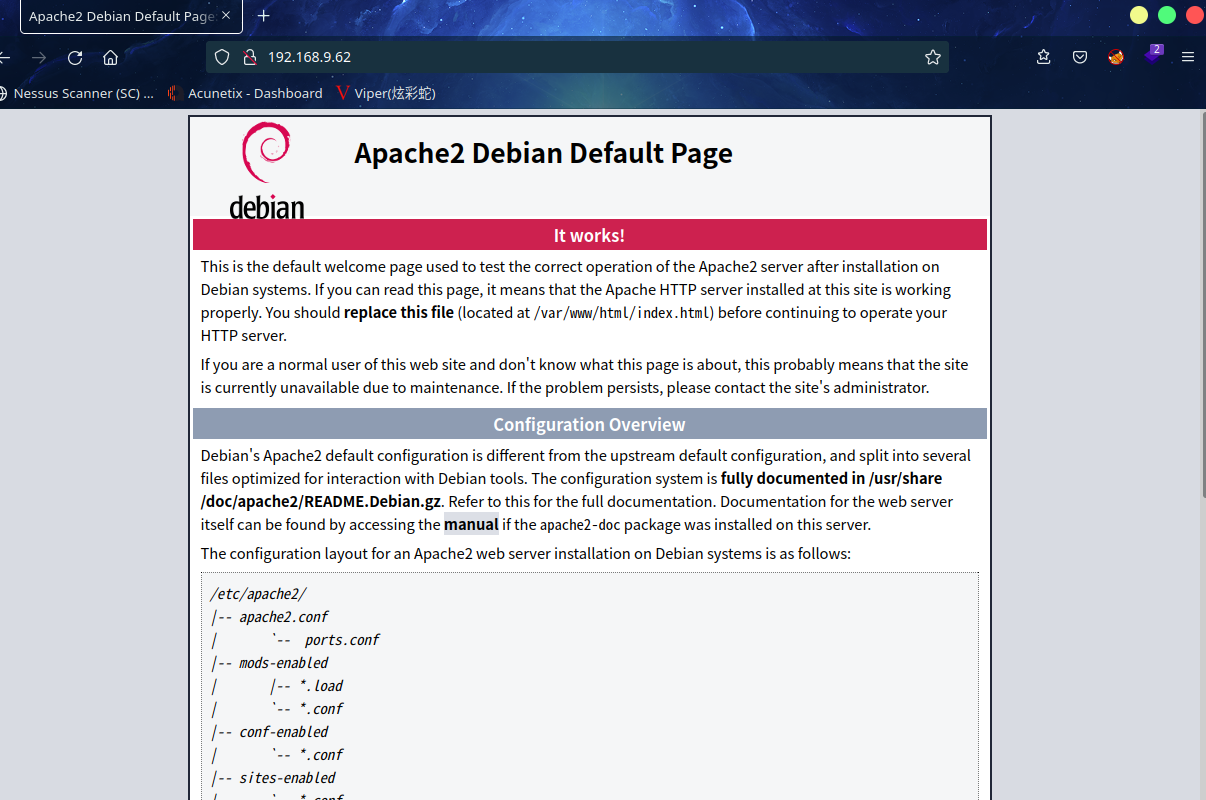 Apache2 Debian Default Page:
192.168.9.62
2
Nessus Scanner (SC) ...
Acunetix - Dashboard
Viper(炫彩蛇)
debian
Apache2 Debian Default Page
It works!
This is the default welcome page used to test the correct operation of the Apache2 server after installation on
Debian systems. If you can read this page, it means that the Apache HTTP server installed at this site is working
properly. You should replace this file (located at /var/www/html/index.html) before continuing to operate your
HTTP server.
If you are a normal user of this web site and don't know what this page is about, this probably means that the site
is currently unavailable due to maintenance. If the problem persists, please contact the site's administrator.
Configuration Overview
Debian's Apache2 default configuration is different from the upstream default configuration, and split into several
files optimized for interaction with Debian tools. The configuration system is fully documented in /usr/share
/doc/apache2/README.Debian.gz. Refer to this for the full documentation. Documentation for the web server
itself can be found by accessing the manual if the apache2-doc package was installed on this server.
The configuration layout for an Apache2 web server installation on Debian systems is as follows:
/etc/apache2/
|-- apache2.conf
|       `--  ports.conf
|-- mods-enabled
|       |-- *.load
|       `-- *.conf
|-- conf-enabled
|       `-- *.conf
|-- sites-enabled
|       `-- *.conf